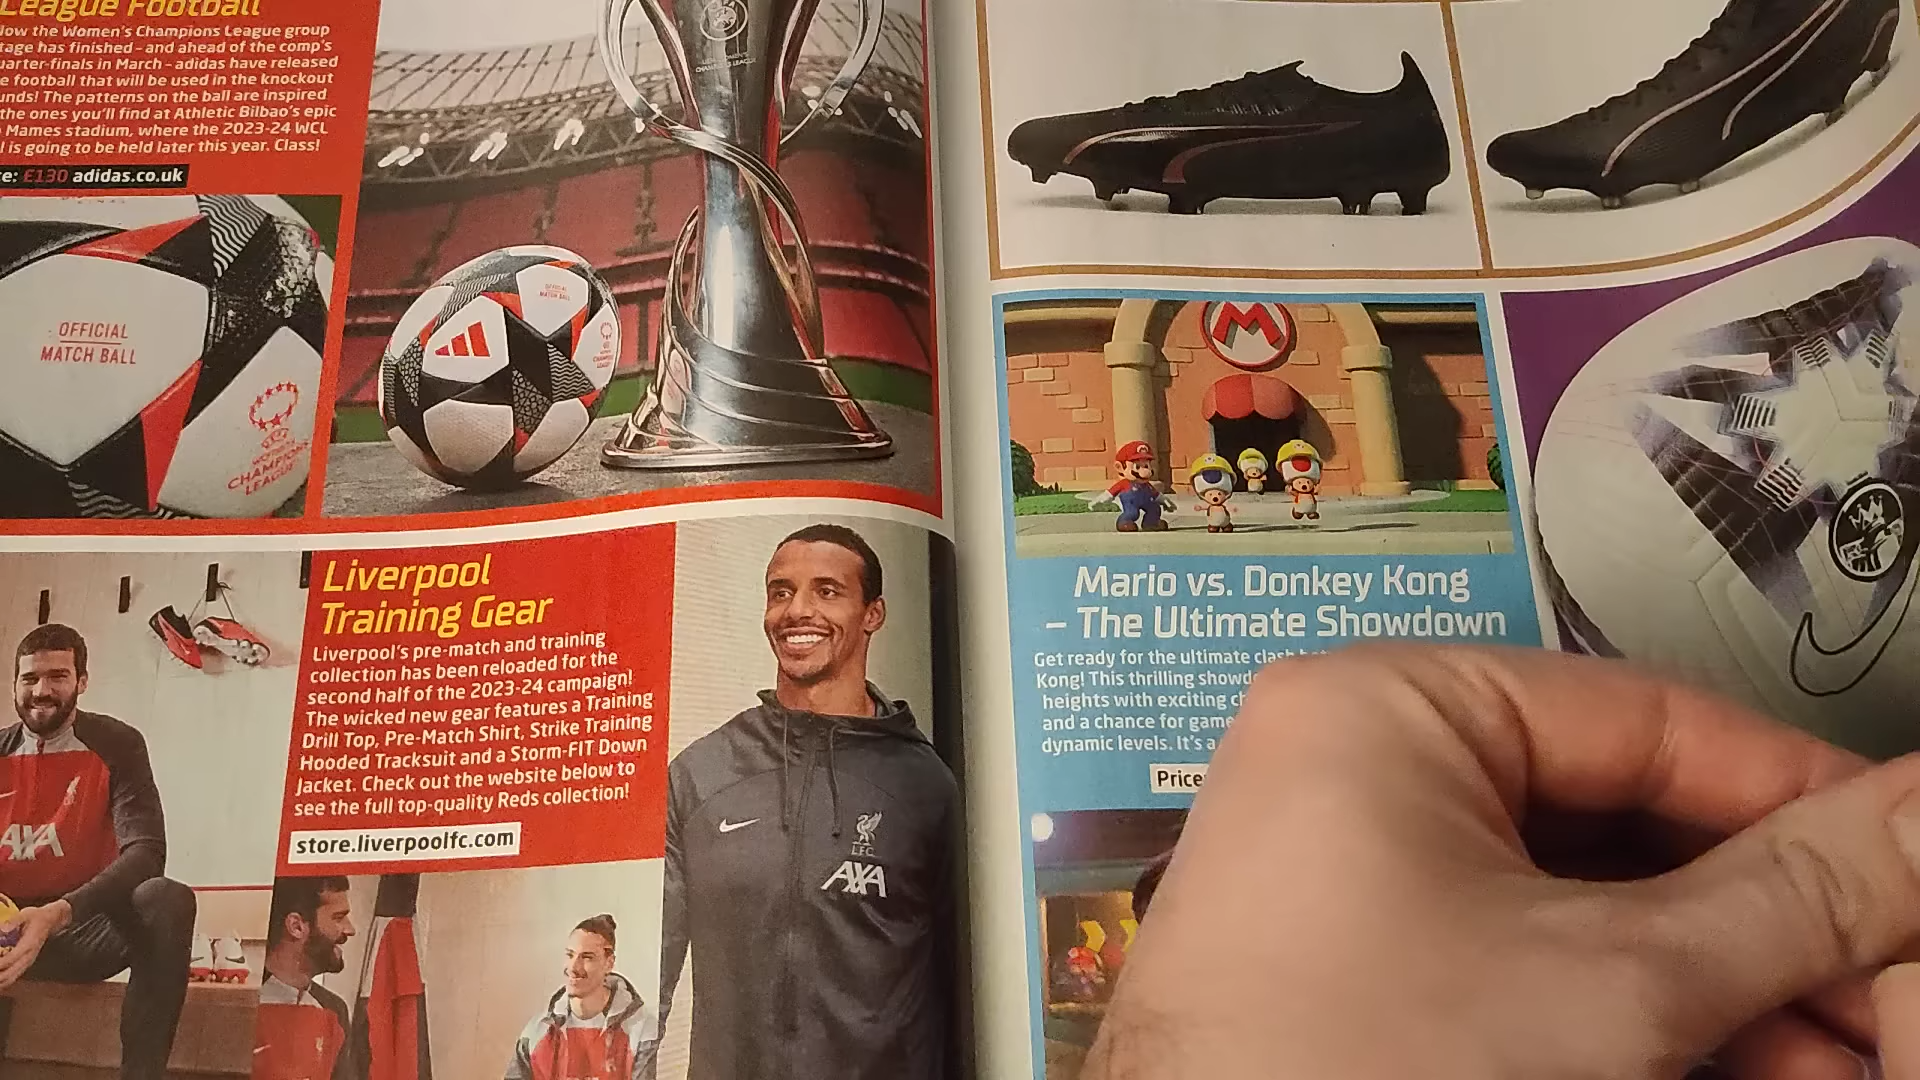 League Football
the Women's Champions League group
has finished – and ahead of the comp's
in March – adidas have released
football that will be used in the knockout
The patterns on the ball are inspired
the ones you'll find at Athletic Bilbao's epic
Mames stadium, where the 2023-24 WCL
is going to be held later this year. Class!
£130 adidas.co.uk
OFFICIAL
MATCH BALL
CHAMPIONS
LEAGUE
OFFICIAL
MATCH BALL
Liverpool
Training Gear
Liverpool's pre-match and training
collection has been reloaded for the
second half of the 2023-24 campaign!
The wicked new gear features a Training
Drill Top, Pre-Match Shirt, Strike Training
Hooded Tracksuit and a Storm-FIT Down
Jacket. Check out the website below to
see the full top-quality Reds collection!
store.liverpoolfc.com
AXA
L.F.C.
AXA
M
Mario vs. Donkey Kong
– The Ultimate Showdown
Get ready for the ultimate clash
Kong! This thrilling
heights with exciting
and a chance for
dynamic levels. It's a
Price